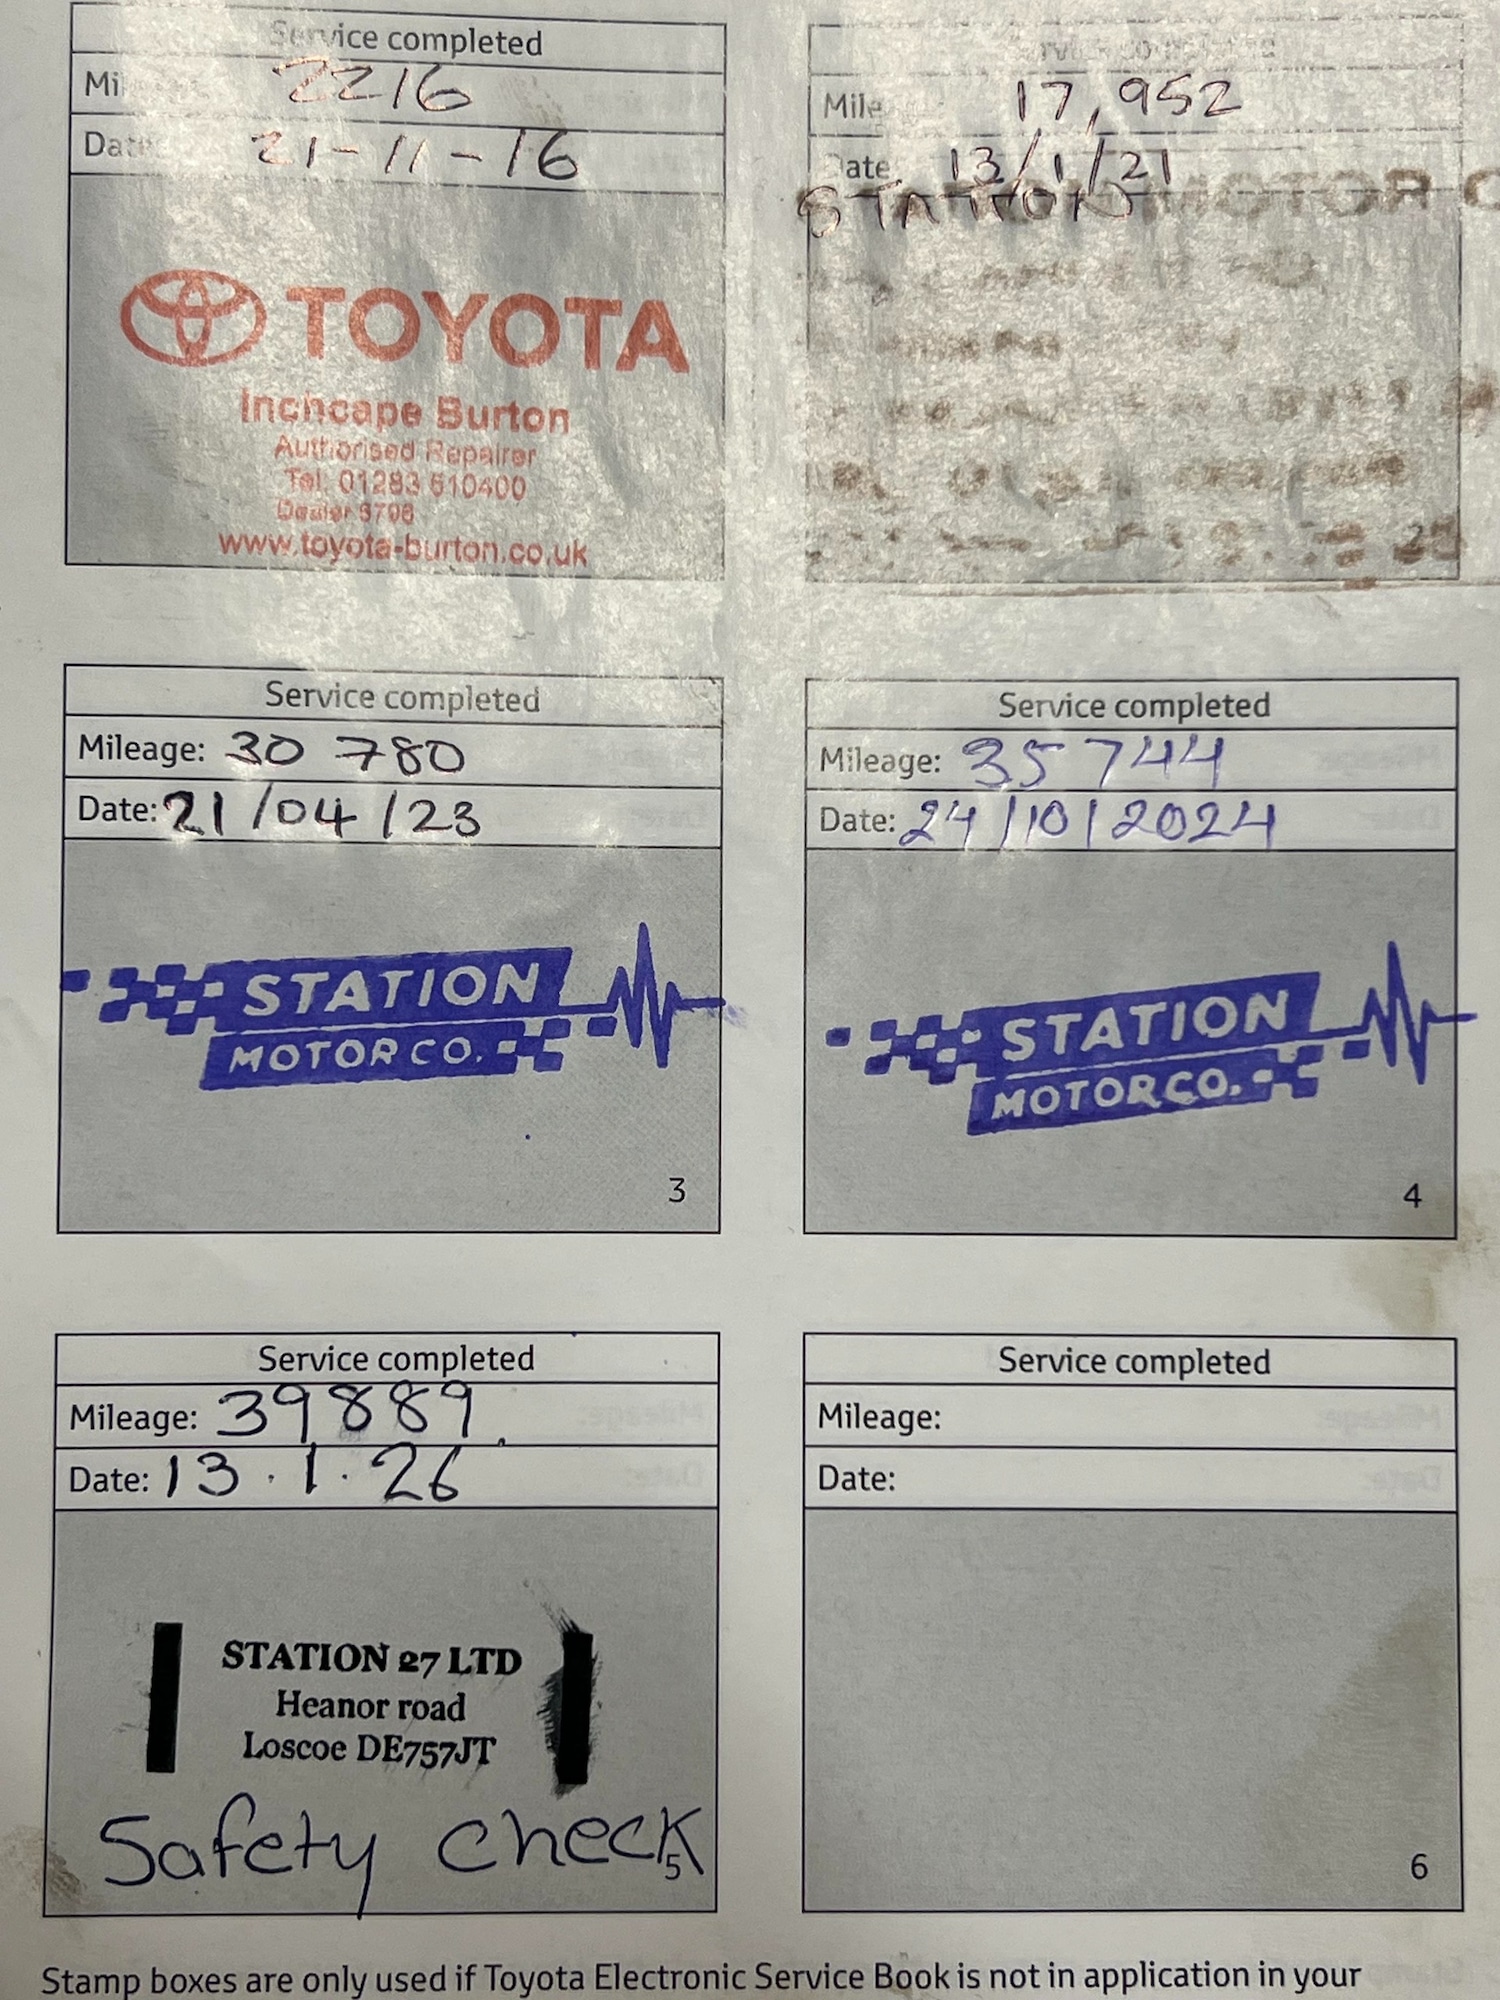 Service completed
2216
21-11-16
TOYOTA
Inchcape Burton
Authorised Repairer
Tel: 01283 510400
www.toyota-burton.co.uk
17,952
13/1/21
STATION MOTOR
Service completed
Mileage: 30 780
Date: 21/04/23
STATION
MOTOR CO.
3
Service completed
Mileage: 35744
Date: 24/10/2024
STATION
MOTOR CO.
4
Service completed
Mileage: 39889
Date: 13.1.26
STATION 27 LTD
Heanor road
Loscoe DE757JT
Safety check
5
Service completed
Mileage:
Date:
6
Stamp boxes are only used if Toyota Electronic Service Book is not in application in your